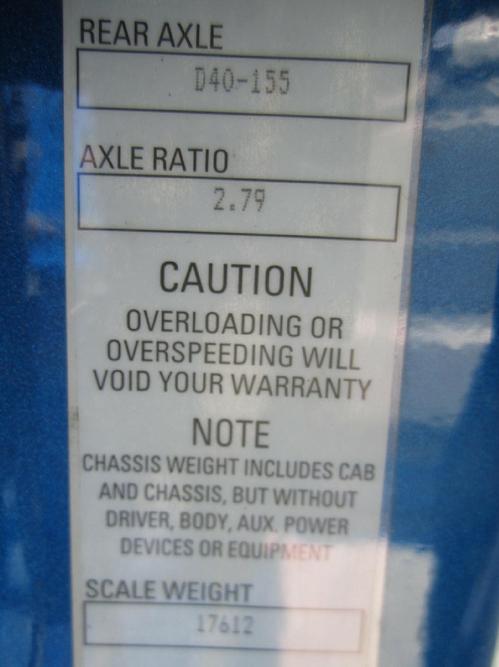 REAR AXLE
D40-155
AXLE RATIO
2.79
CAUTION
OVERLOADING OR
OVERSPEEDING WILL
VOID YOUR WARRANTY
NOTE
CHASSIS WEIGHT INCLUDES CAB
AND CHASSIS, BUT WITHOUT
DRIVER, BODY, AUX. POWER
DEVICES OR EQUIPMENT
SCALE WEIGHT
17612